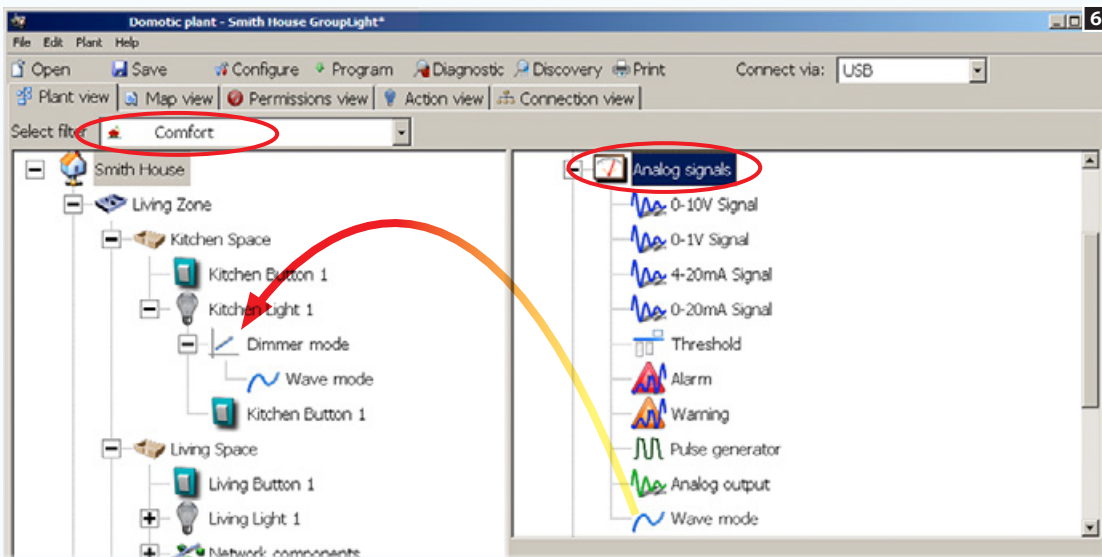 Domotic plant - Smith House GroupLight*
6
File Edit Plant Help
Open Save Configure Program Diagnostic Discovery Print Connect via: USB
Plant view Map view Permissions view Action view Connection view
Select filter Comfort
Smith House
Living Zone
Kitchen Space
Kitchen Button 1
Kitchen Light 1
Dimmer mode
Wave mode
Kitchen Button 1
Living Space
Living Button 1
Living Light 1
Network components
Analog signals
0-10V Signal
0-1V Signal
4-20mA Signal
0-20mA Signal
Threshold
Alarm
Warning
Pulse generator
Analog output
Wave mode